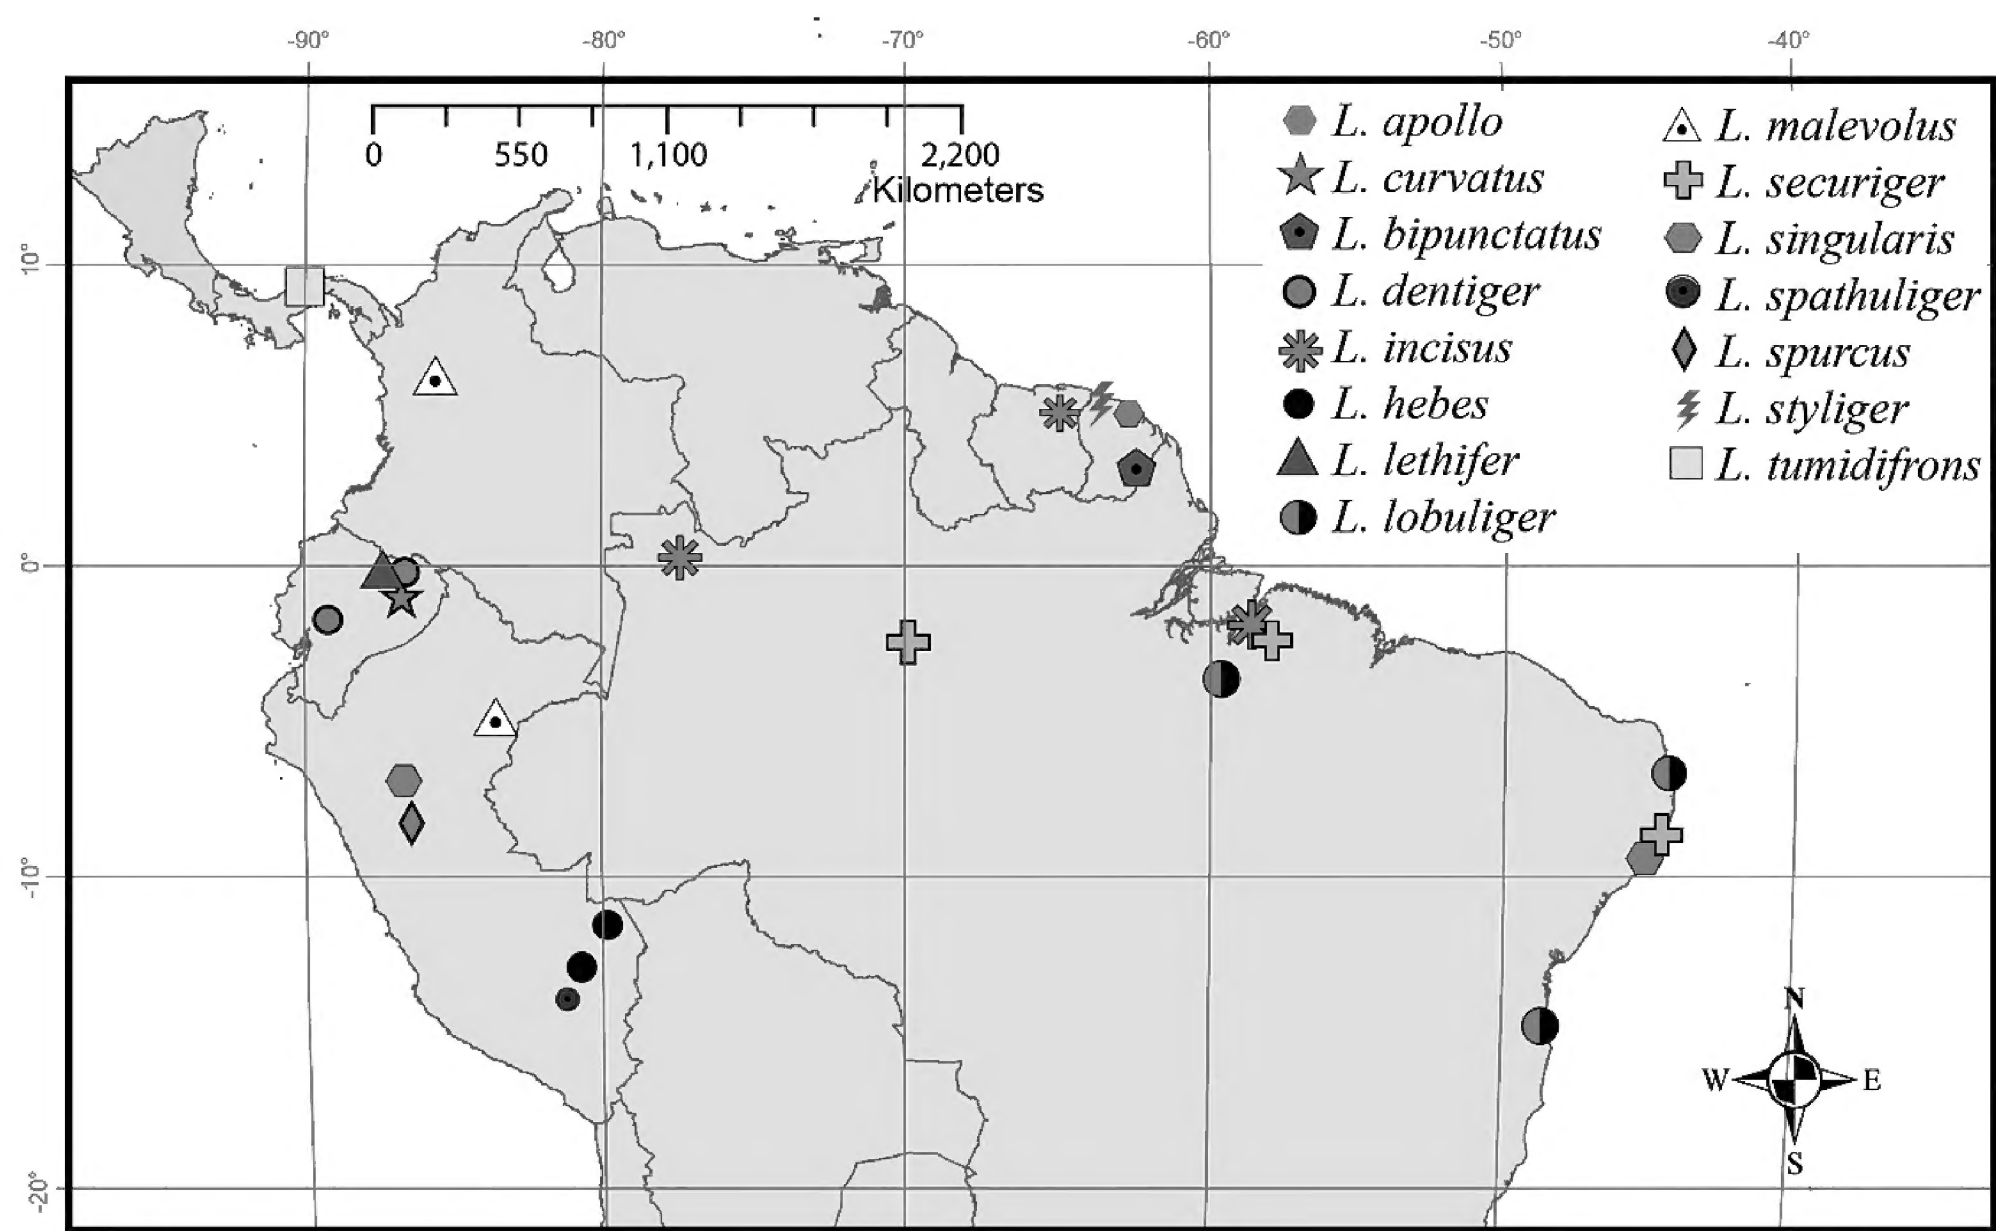 -90° -80° -70° -60° -50° -40°
0 550 1,100 2,200
Kilometers
L. apollo
L. curvatus
L. bipunctatus
L. dentiger
L. incisus
L. hebes
L. lethifer
L. lobuliger
L. malevolus
L. securiger
L. singularis
L. spathuliger
L. spurcus
L. styliger
L. tumidifrons
10°
0°
-10°
-20°
N
W E
S